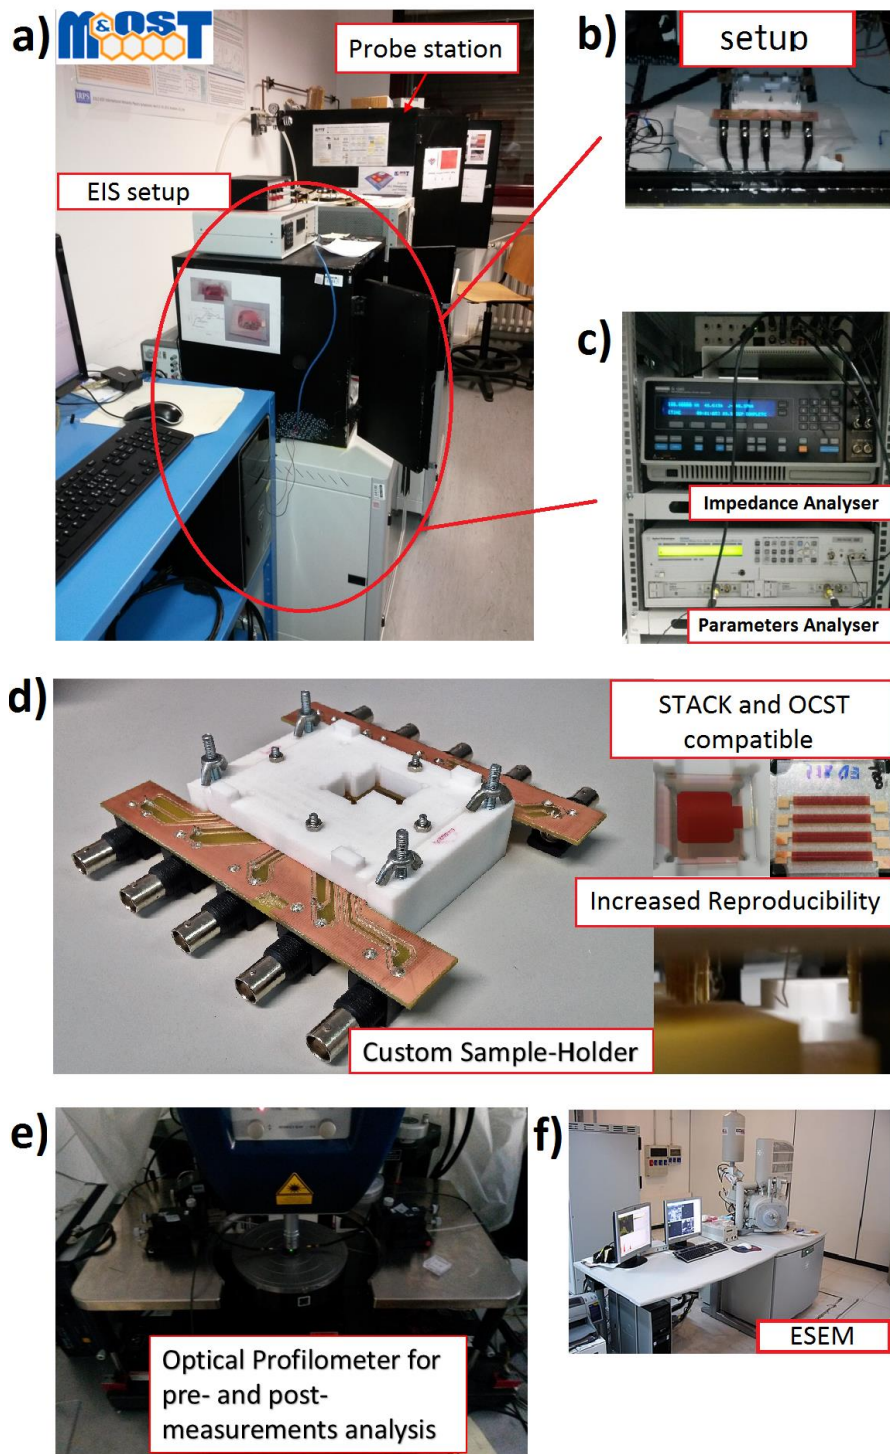 a)
M&OST
Probe station
EIS setup
b)
setup
c)
Impedance Analyser
Parameters Analyser
d)
STACK and OCST
compatible
Increased Reproducibility
Custom Sample-Holder
e)
Optical Profilometer for
pre- and post-
measurements analysis
f)
ESEM